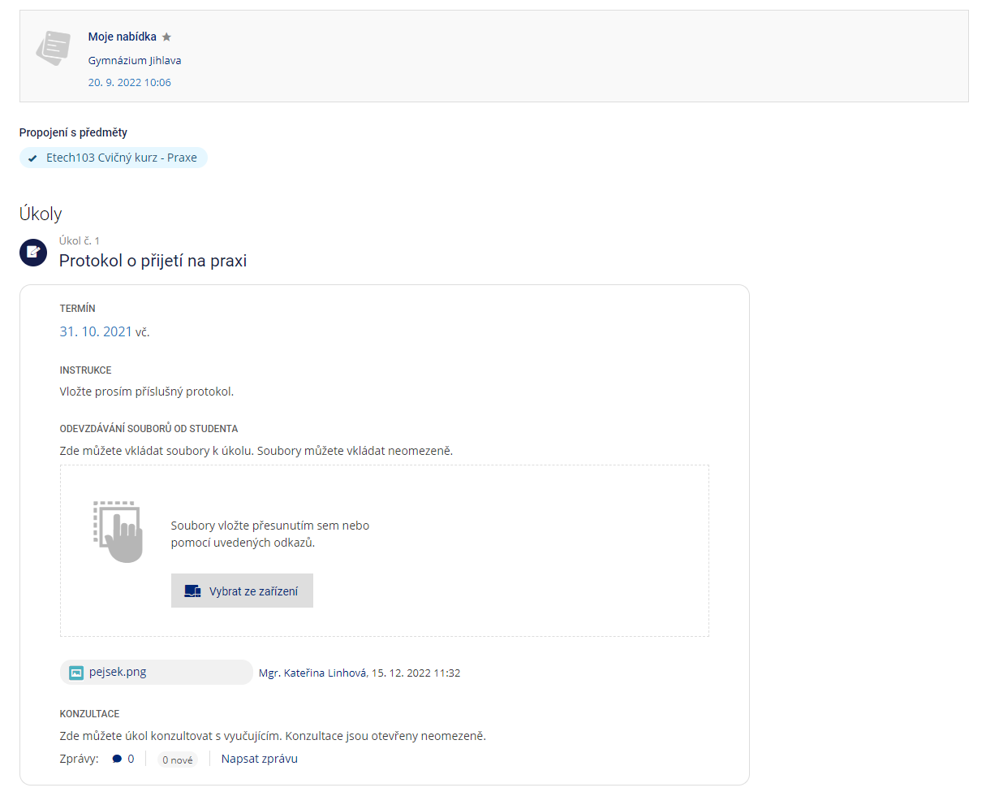 Moje nabídka
Gymnázium Jihlava
20. 9. 2022 10:06
Propojení s předměty
Etech103 Cvičný kurz - Praxe
Úkoly
Úkol č. 1
Protokol o přijetí na praxi
TERMÍN
31. 10. 2021 vč.
INSTRUKCE
Vložte prosím příslušný protokol.
ODEVZDÁVÁNÍ SOUBORŮ OD STUDENTA
Zde můžete vkládat soubory k úkolu. Soubory můžete vkládat neomezeně.
Soubory vložte přesunutím sem nebo
pomocí uvedených odkazů.
Vybrat ze zařízení
pejsek.png Mgr. Kateřina Linhová, 15. 12. 2022 11:32
KONZULTACE
Zde můžete úkol konzultovat s vyučujícím. Konzultace jsou otevřeny neomezeně.
Zprávy: 0 0 nové Napsat zprávu